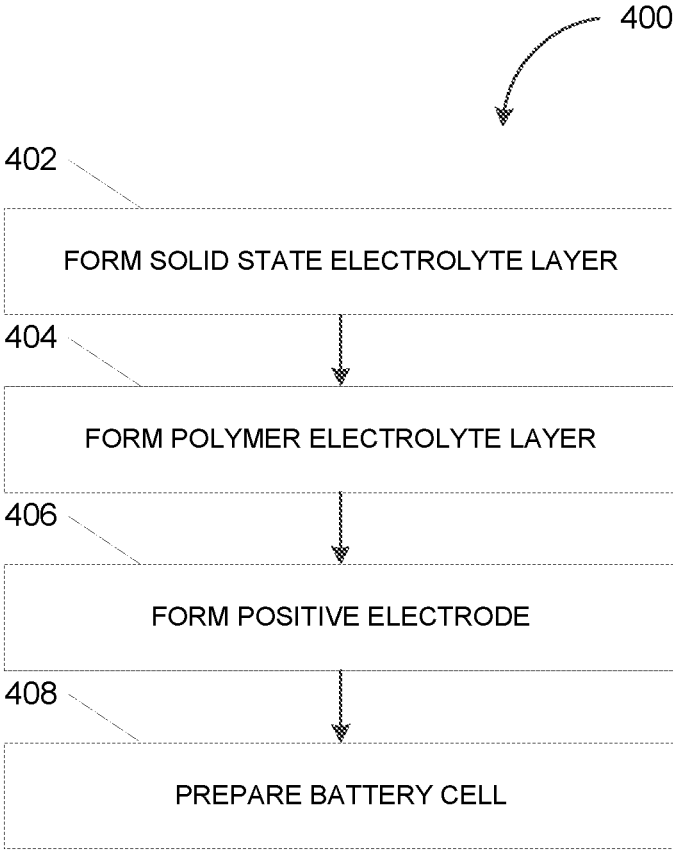 400
402
FORM SOLID STATE ELECTROLYTE LAYER
404
FORM POLYMER ELECTROLYTE LAYER
406
FORM POSITIVE ELECTRODE
408
PREPARE BATTERY CELL